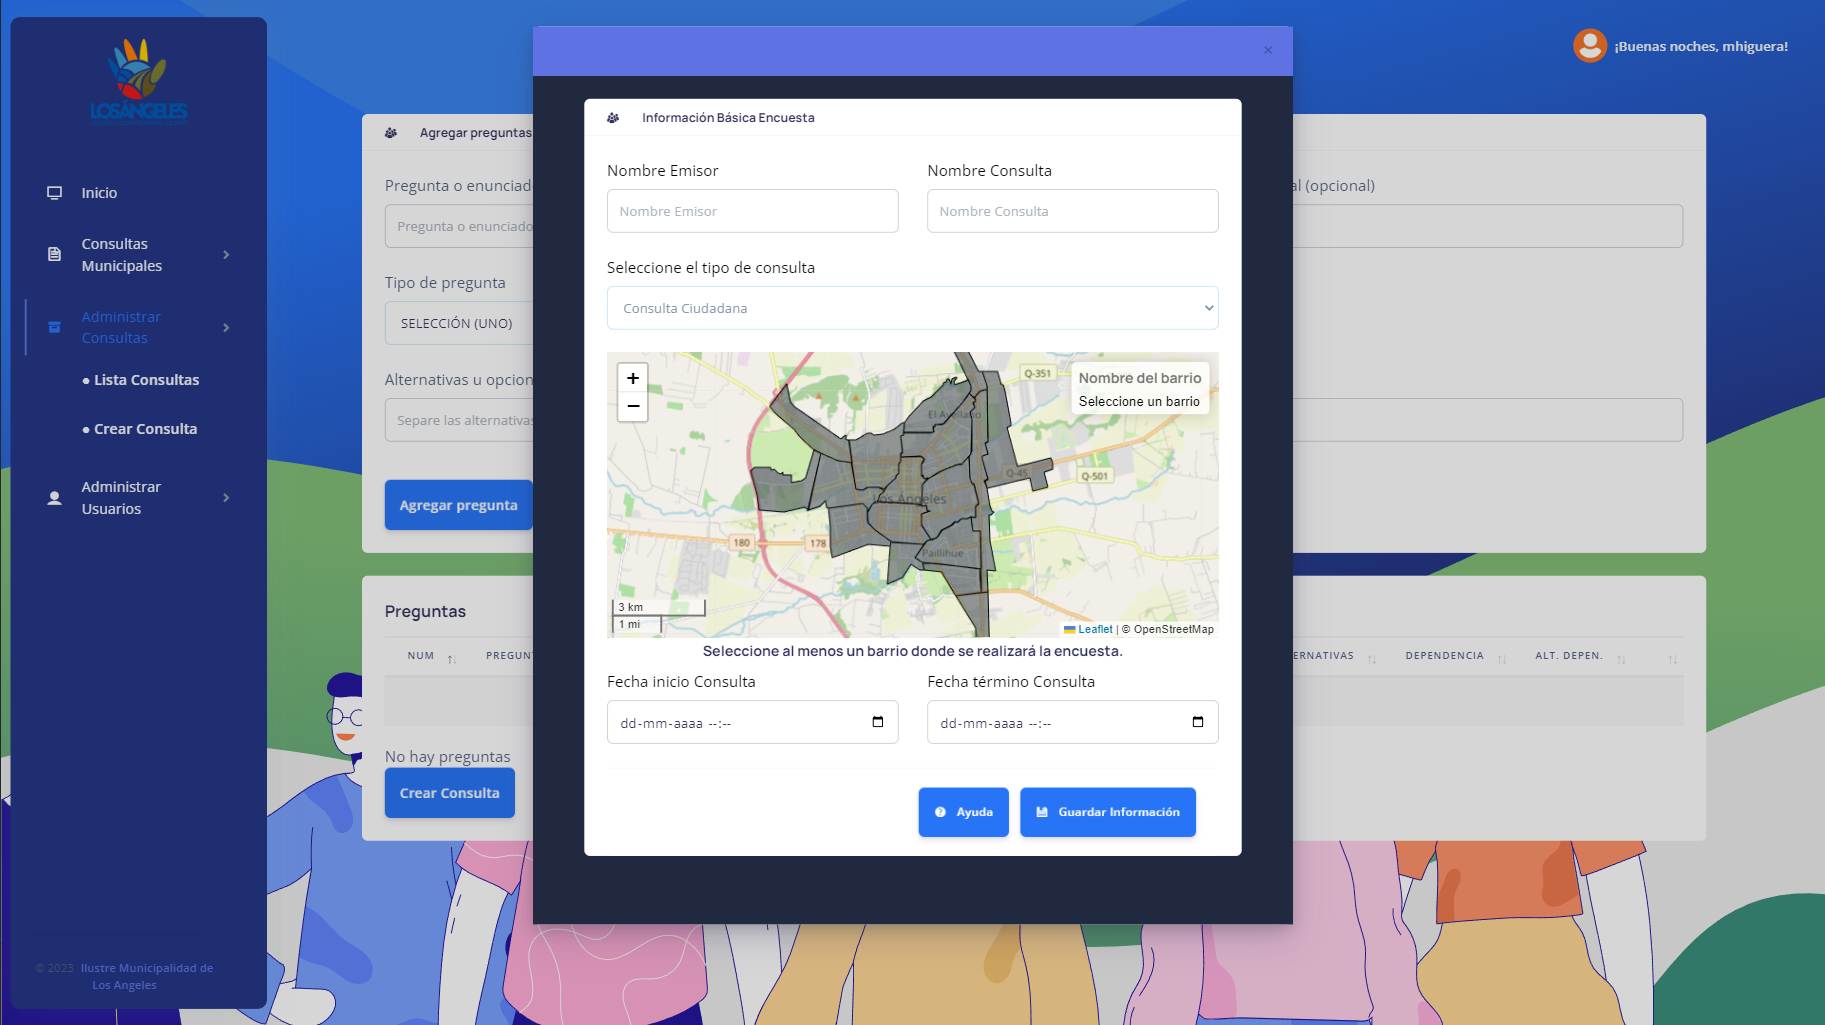 LOSÁNGELES
Inicio
Consultas
Municipales
Administrar
Consultas
● Lista Consultas
● Crear Consulta
Administrar
Usuarios
© 2023 Ilustre Municipalidad de
Los Angeles
¡Buenas noches, mhiguera!
Agregar preguntas
Pregunta o enunciado
Pregunta o enunciado
al (opcional)
Tipo de pregunta
SELECCIÓN (UNO)
Alternativas u opcion
Separe las alternativas
Agregar pregunta
Preguntas
NUM
PREGUNT
ERNATIVAS
DEPENDENCIA
ALT. DEPEN.
No hay preguntas
Crear Consulta
×
Información Básica Encuesta
Nombre Emisor
Nombre Consulta
Nombre Emisor
Nombre Consulta
Seleccione el tipo de consulta
Consulta Ciudadana
+
−
Nombre del barrio
Seleccione un barrio
Q-351
El Avellano
Q-45
Q-501
Los Ángeles
180
178
Paillihue
3 km
1 mi
Leaflet | © OpenStreetMap
Seleccione al menos un barrio donde se realizará la encuesta.
Fecha inicio Consulta
Fecha término Consulta
dd-mm-aaaa --:--
dd-mm-aaaa --:--
Ayuda
Guardar Información